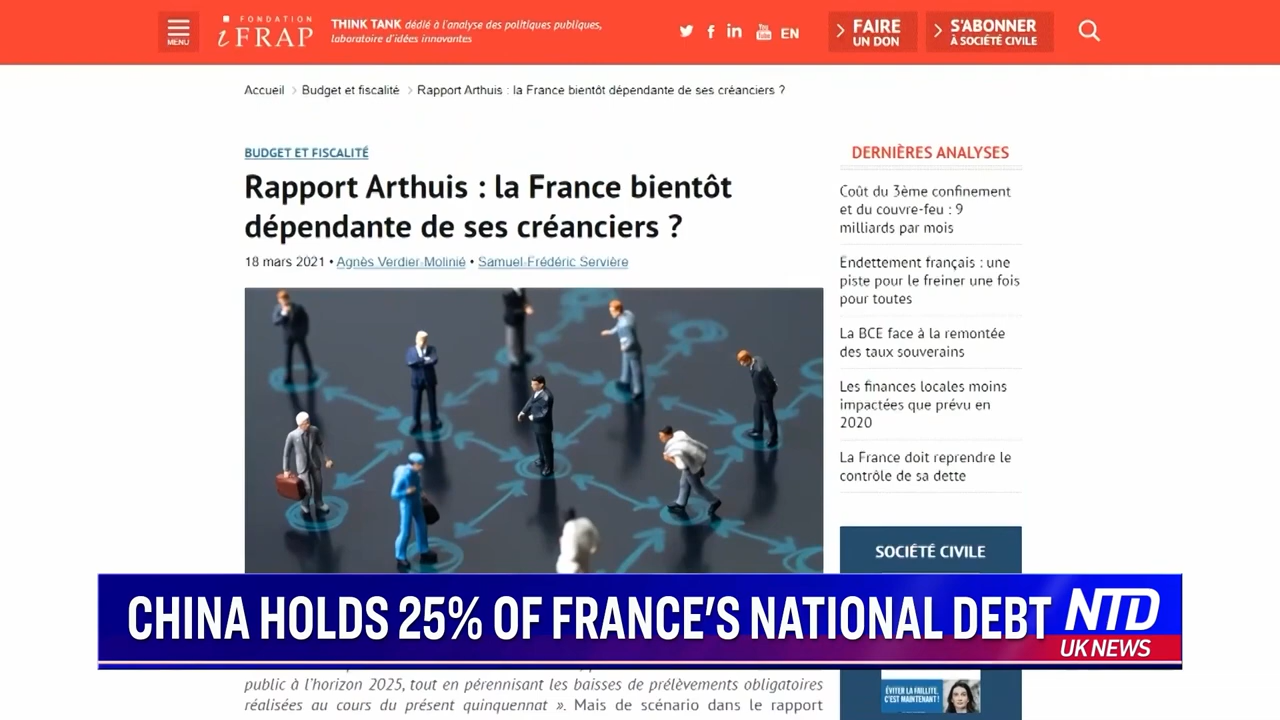 MENU
FONDATION
iFRAP
THINK TANK dédié à l'analyse des politiques publiques,
laboratoire d'idées innovantes
You
Tube
EN
FAIRE
UN DON
S'ABONNER
À SOCIÉTÉ CIVILE
Accueil > Budget et fiscalité > Rapport Arthuis : la France bientôt dépendante de ses créanciers ?
BUDGET ET FISCALITÉ
Rapport Arthuis : la France bientôt
dépendante de ses créanciers ?
18 mars 2021 • Agnès Verdier-Molinié • Samuel-Frédéric Servière
DERNIÈRES ANALYSES
Coût du 3ème confinement
et du couvre-feu : 9
milliards par mois
Endettement français : une
piste pour le freiner une fois
pour toutes
La BCE face à la remontée
des taux souverains
Les finances locales moins
impactées que prévu en
2020
La France doit reprendre le
contrôle de sa dette
SOCIÉTÉ CIVILE
CHINA HOLDS 25% OF FRANCE'S NATIONAL DEBT
NTD
UK NEWS
public à l'horizon 2025, tout en pérennisant les baisses de prélèvements obligatoires
réalisées au cours du présent quinquennat ». Mais de scénario dans le rapport
ÉVITER LA FAILLITE,
C'EST MAINTENANT !